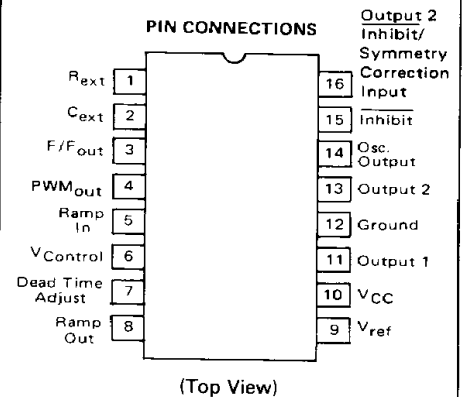 PIN CONNECTIONS
Output 2
Inhibit/
Symmetry
Correction
Input
Rext 1
Cext 2
F/Fout 3
PWMout 4
Ramp
In 5
VControl 6
Dead Time
Adjust 7
Ramp
Out 8
16
15 Inhibit
14 Osc.
Output
13 Output 2
12 Ground
11 Output 1
10 VCC
9 Vref
(Top View)